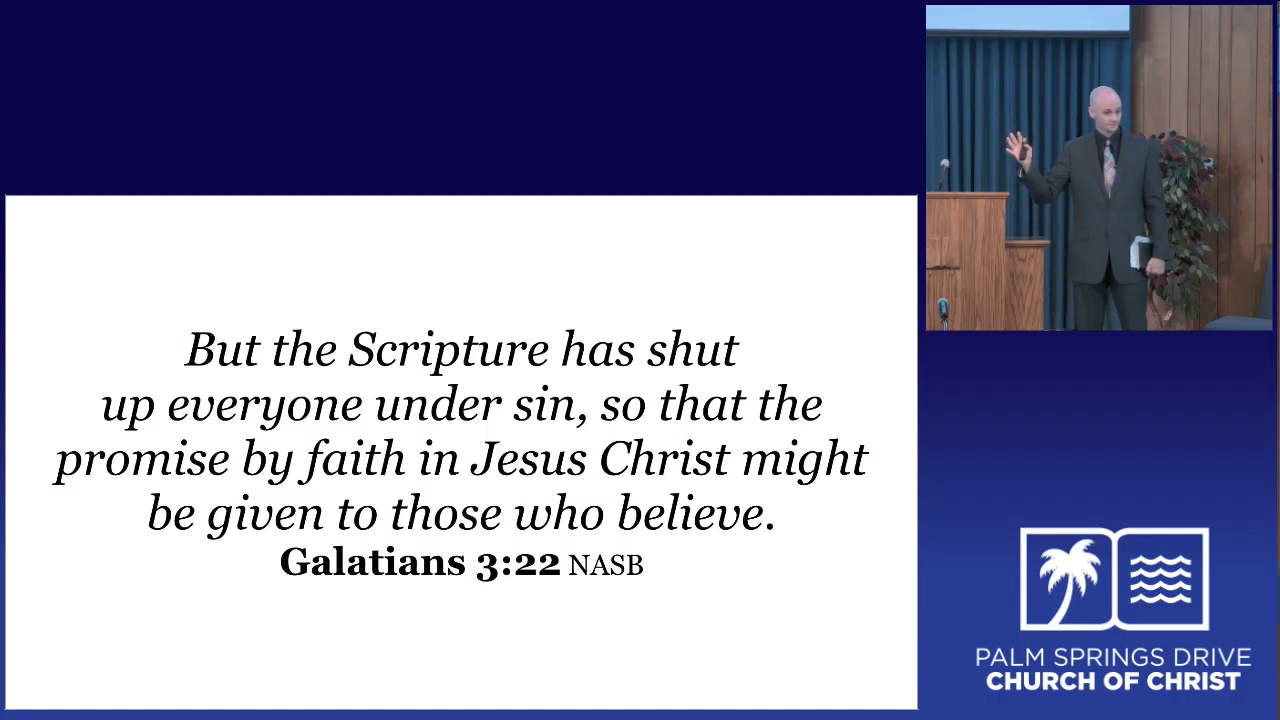 But the Scripture has shut
up everyone under sin, so that the
promise by faith in Jesus Christ might
be given to those who believe.
Galatians 3:22 NASB
PALM SPRINGS DRIVE
CHURCH OF CHRIST